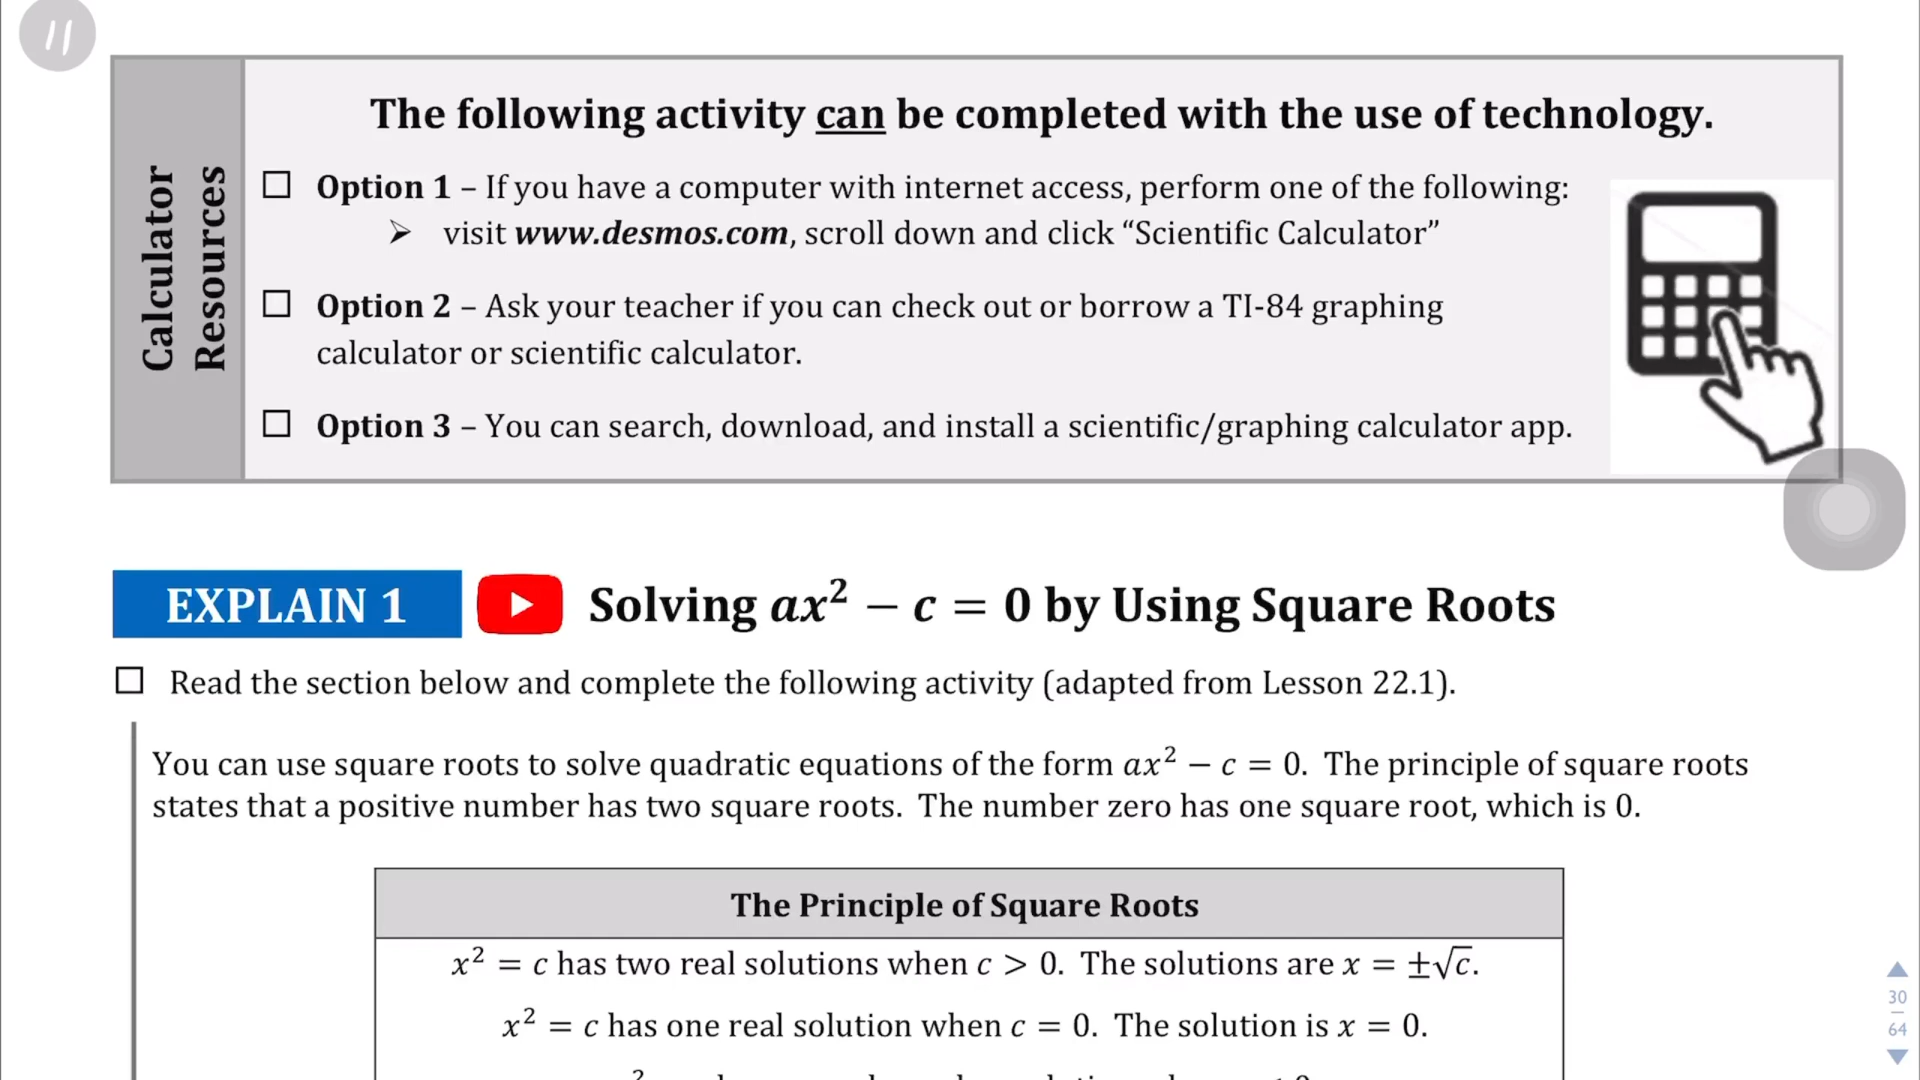 The following activity can be completed with the use of technology.
Calculator
Resources
☐ Option 1 – If you have a computer with internet access, perform one of the following:
➢ visit www.desmos.com, scroll down and click “Scientific Calculator”
☐ Option 2 – Ask your teacher if you can check out or borrow a TI-84 graphing
calculator or scientific calculator.
☐ Option 3 – You can search, download, and install a scientific/graphing calculator app.
EXPLAIN 1 Solving ax² − c = 0 by Using Square Roots
☐ Read the section below and complete the following activity (adapted from Lesson 22.1).
You can use square roots to solve quadratic equations of the form ax² − c = 0. The principle of square roots
states that a positive number has two square roots. The number zero has one square root, which is 0.
The Principle of Square Roots
x² = c has two real solutions when c > 0. The solutions are x = ±√c.
x² = c has one real solution when c = 0. The solution is x = 0.
30
64